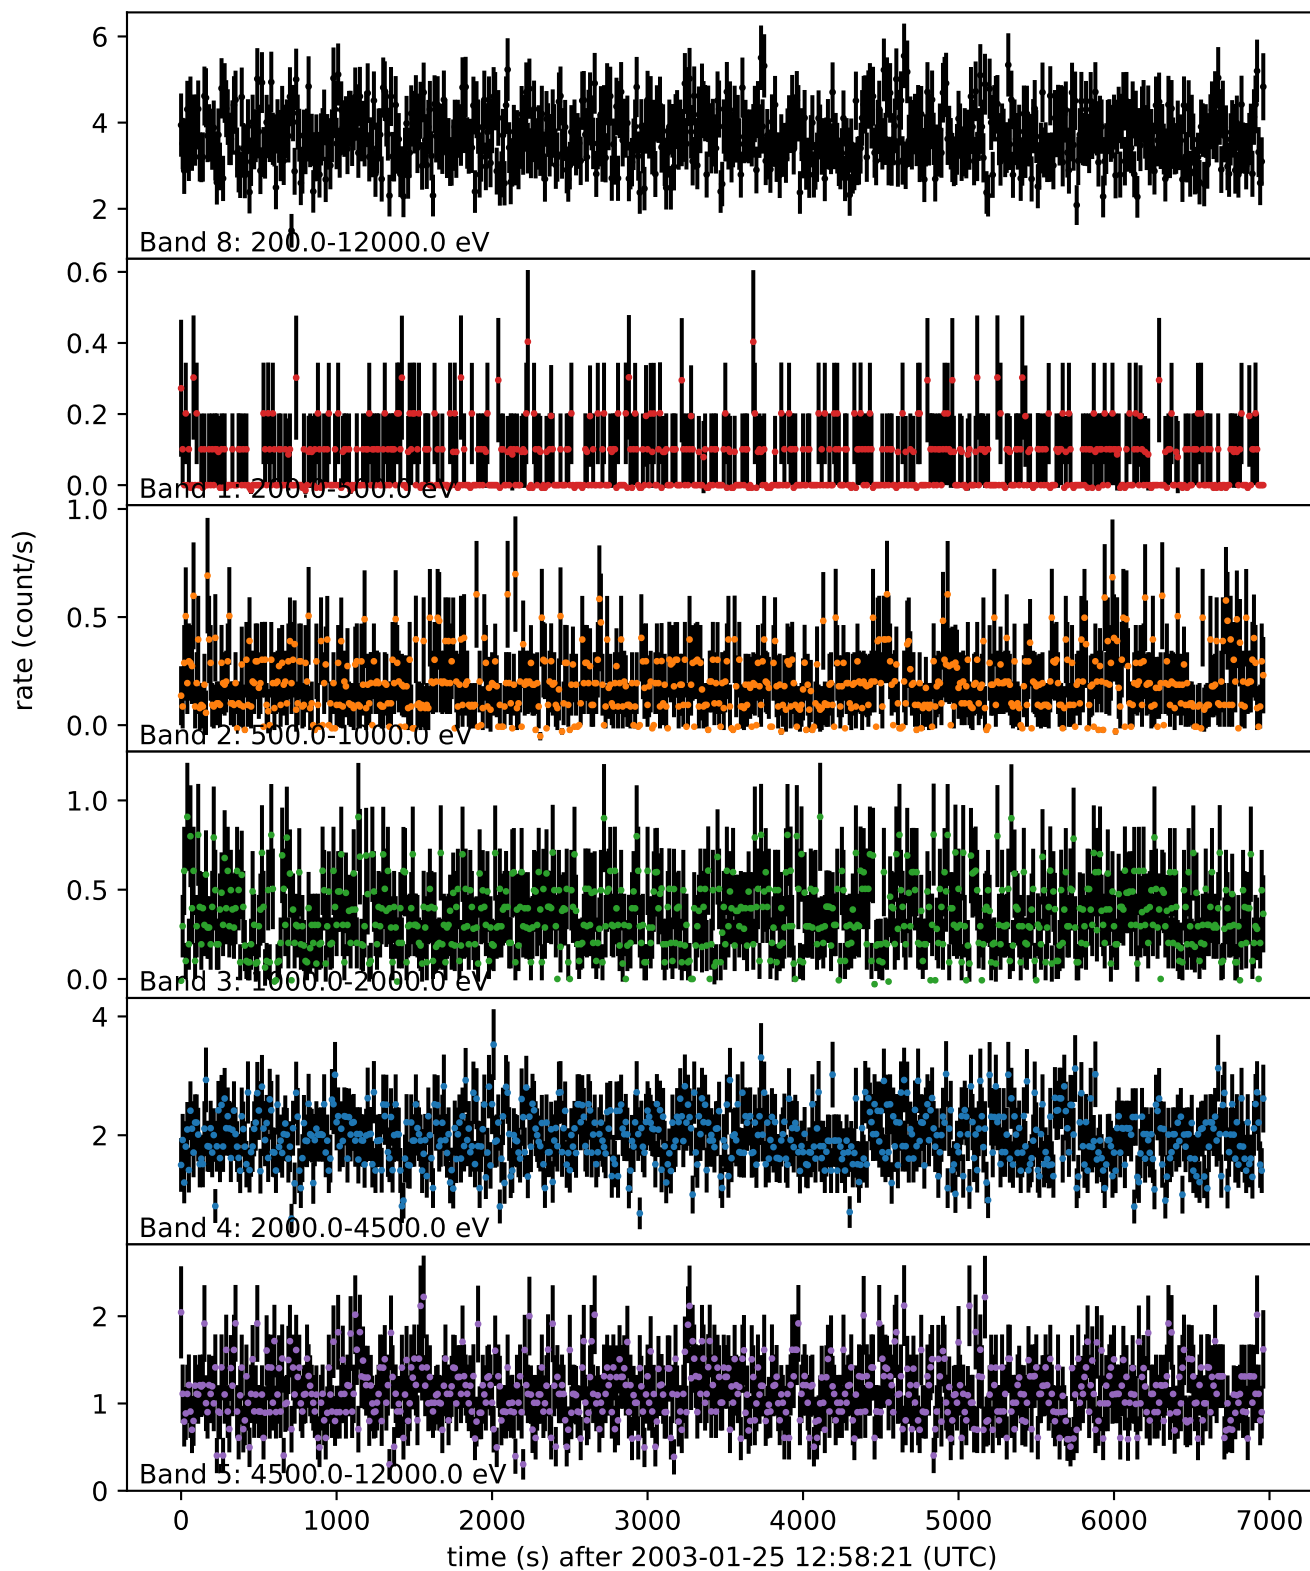 6
4
2
Band 8: 200.0-12000.0 eV
0.6
0.4
0.2
0.0
Band 1: 200.0-500.0 eV
1.0
0.5
0.0
Band 2: 500.0-1000.0 eV
rate (count/s)
1.0
0.5
0.0
Band 3: 1000.0-2000.0 eV
4
2
Band 4: 2000.0-4500.0 eV
2
1
0
Band 5: 4500.0-12000.0 eV
0 1000 2000 3000 4000 5000 6000 7000
time (s) after 2003-01-25 12:58:21 (UTC)